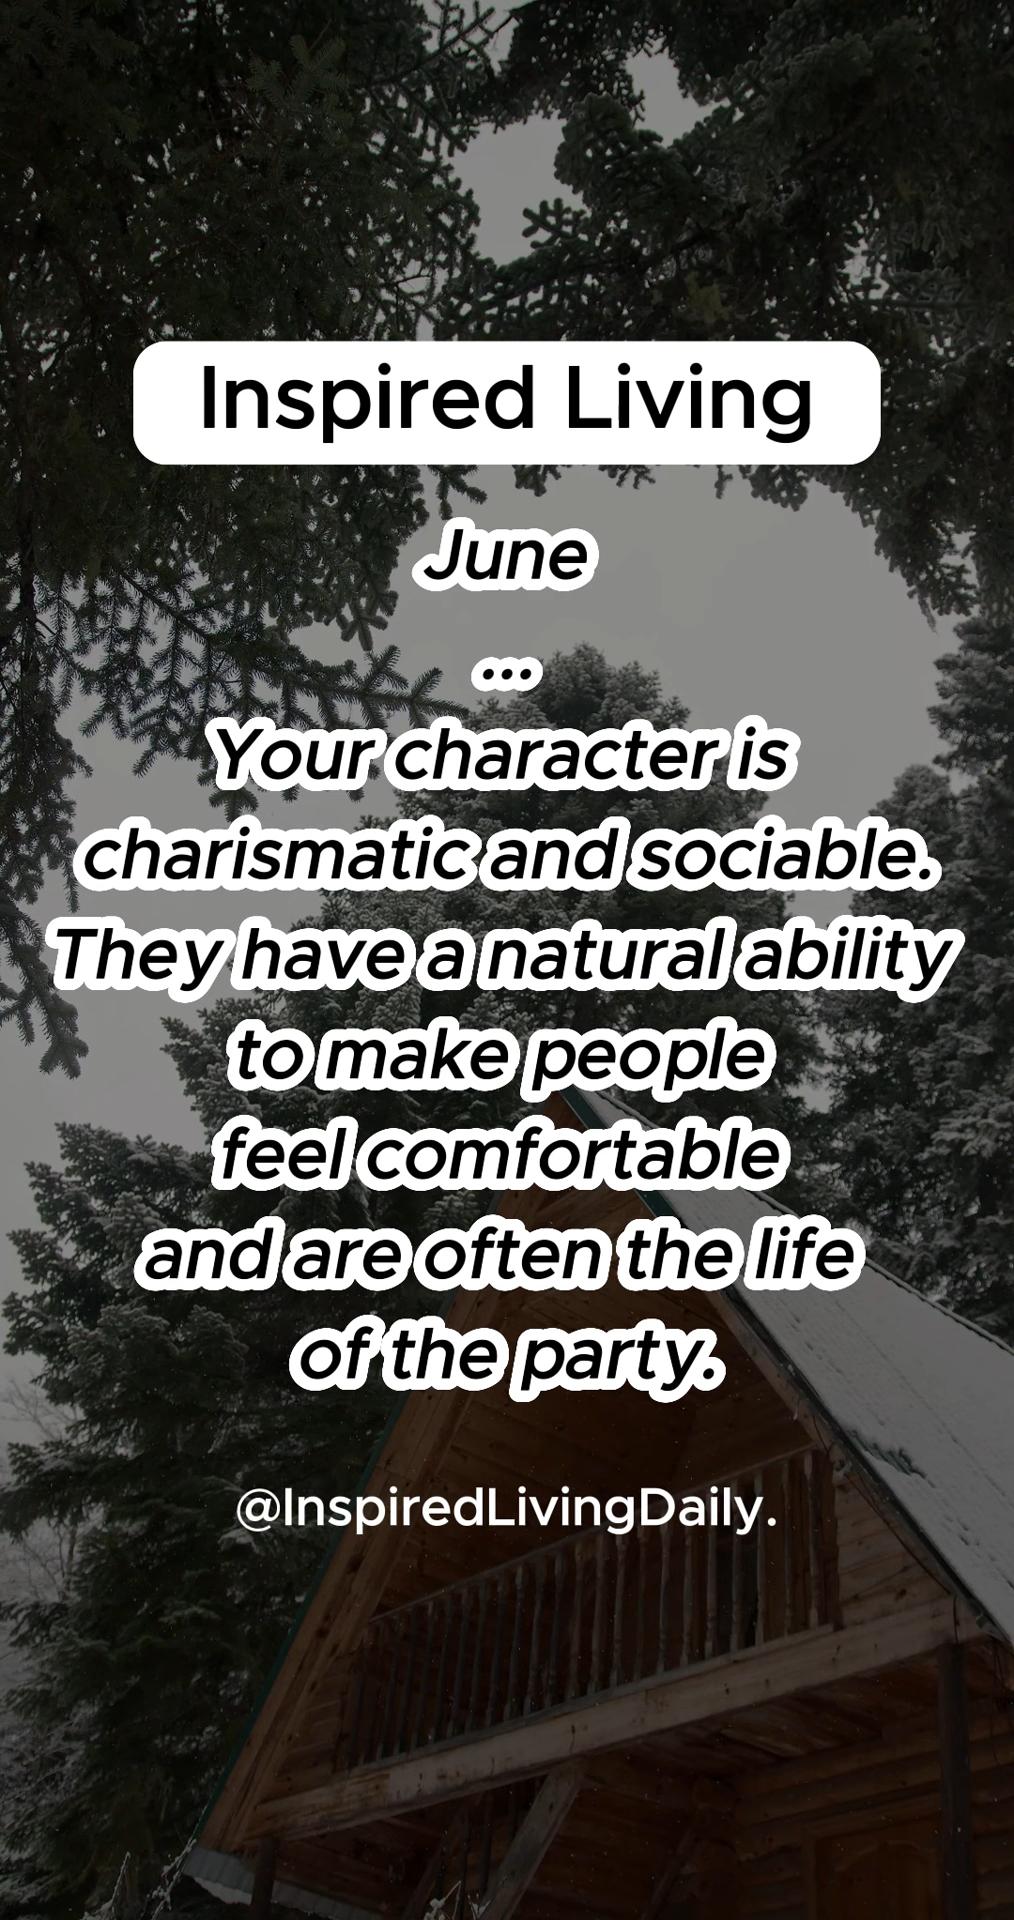 Inspired Living
June
...
Your character is
charismatic and sociable.
They have a natural ability
to make people
feel comfortable
and are often the life
of the party.
@InspiredLivingDaily.